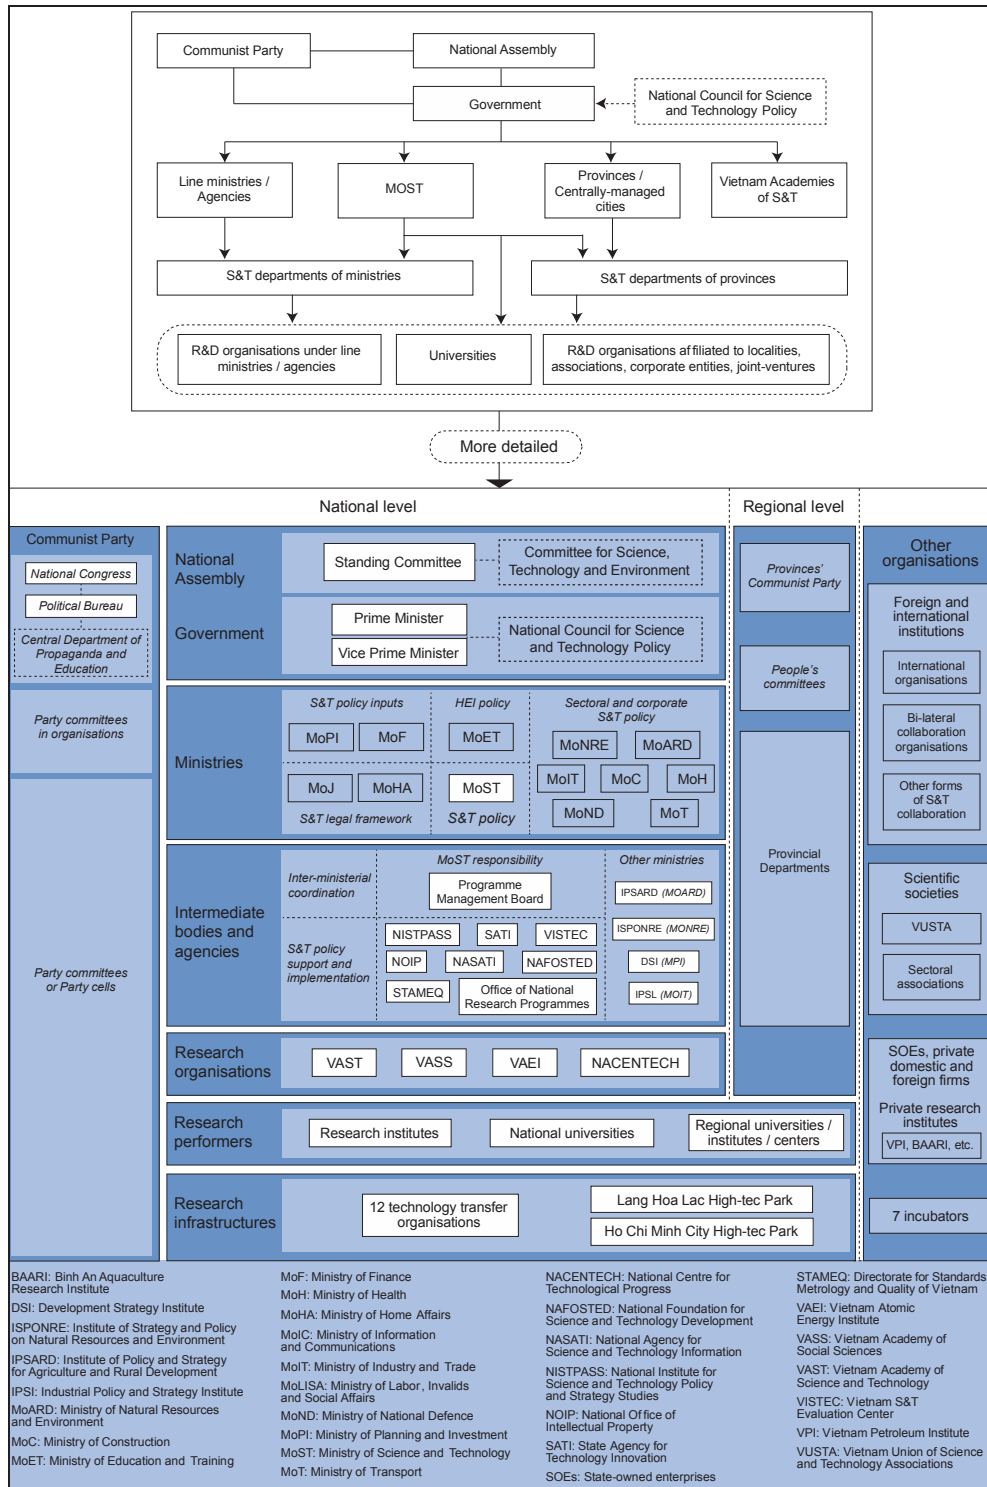 Communist Party
National Assembly
Government
National Council for Science
and Technology Policy
Line ministries /
Agencies
MOST
Provinces /
Centrally-managed
cities
Vietnam Academies
of S&T
S&T departments of ministries
S&T departments of provinces
R&D organisations under line
ministries / agencies
Universities
R&D organisations affiliated to localities,
associations, corporate entities, joint-ventures
More detailed
National level
Regional level
Communist Party
National Congress
Political Bureau
Central Department of
Propaganda and
Education
Party committees
in organisations
Party committees
or Party cells
National
Assembly
Standing Committee
Committee for Science,
Technology and Environment
Government
Prime Minister
Vice Prime Minister
National Council for Science
and Technology Policy
Ministries
S&T policy inputs
HEI policy
Sectoral and corporate
S&T policy
MoPI
MoF
MoET
MoNRE
MoARD
MoJ
MoHA
MoST
MoIT
MoC
MoH
MoND
MoT
S&T legal framework
S&T policy
Intermediate
bodies and
agencies
MoST responsibility
Other ministries
Inter-ministerial
coordination
Programme
Management Board
S&T policy
support and
implementation
NISTPASS
SATI
VISTEC
NOIP
NASATI
NAFOSTED
STAMEQ
Office of National
Research Programmes
IPSARD (MOARD)
ISPONRE (MONRE)
DSI (MPI)
IPSL (MOIT)
Research
organisations
VAST
VASS
VAEI
NACENTECH
Research
performers
Research institutes
National universities
Regional universities /
institutes / centers
Research
infrastructures
12 technology transfer
organisations
Lang Hoa Lac High-tec Park
Ho Chi Minh City High-tec Park
Provinces'
Communist Party
People's
committees
Provincial
Departments
Other
organisations
Foreign and
international
institutions
International
organisations
Bi-lateral
collaboration
organisations
Other forms
of S&T
collaboration
Scientific
societies
VUSTA
Sectoral
associations
SOEs, private
domestic and
foreign firms
Private research
institutes
VPI, BAARI, etc.
7 incubators
BAARI: Binh An Aquaculture
Research Institute
DSI: Development Strategy Institute
ISPONRE: Institute of Strategy and Policy
on Natural Resources and Environment
IPSARD: Institute of Policy and Strategy
for Agriculture and Rural Development
IPSI: Industrial Policy and Strategy Institute
MoARD: Ministry of Natural Resources
and Environment
MoC: Ministry of Construction
MoET: Ministry of Education and Training
MoF: Ministry of Finance
MoH: Ministry of Health
MoHA: Ministry of Home Affairs
MoIC: Ministry of Information
and Communications
MoIT: Ministry of Industry and Trade
MoLISA: Ministry of Labor, Invalids
and Social Affairs
MoND: Ministry of National Defence
MoPI: Ministry of Planning and Investment
MoST: Ministry of Science and Technology
MoT: Ministry of Transport
NACENTECH: National Centre for
Technological Progress
NAFOSTED: National Foundation for
Science and Technology Development
NASATI: National Agency for
Science and Technology Information
NISTPASS: National Institute for
Science and Technology Policy
and Strategy Studies
NOIP: National Office of
Intellectual Property
SATI: State Agency for
Technology Innovation
SOEs: State-owned enterprises
STAMEQ: Directorate for Standards,
Metrology and Quality of Vietnam
VAEI: Vietnam Atomic
Energy Institute
VASS: Vietnam Academy of
Social Sciences
VAST: Vietnam Academy of
Science and Technology
VISTEC: Vietnam S&T
Evaluation Center
VPI: Vietnam Petroleum Institute
VUSTA: Vietnam Union of Science
and Technology Associations